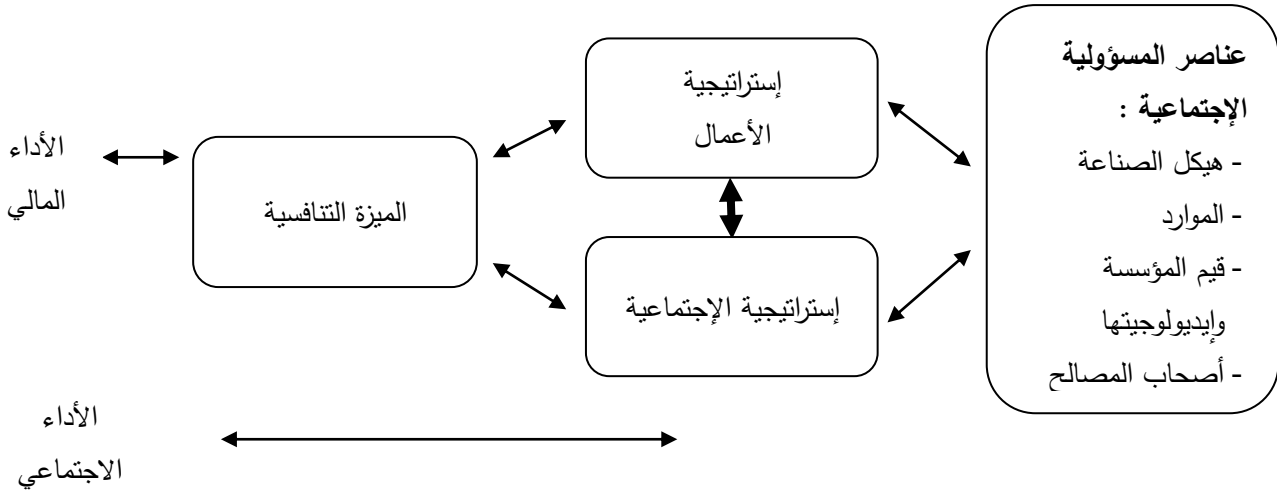 عناصر المسؤولية
الإجتماعية :
- هيكل الصناعة
- الموارد
- قيم المؤسسة
وإيديولوجيتها
- أصحاب المصالح
إستراتيجية
الأعمال
إستراتيجية الإجتماعية
الميزة التنافسية
الأداء
المالي
الأداء
الاجتماعي